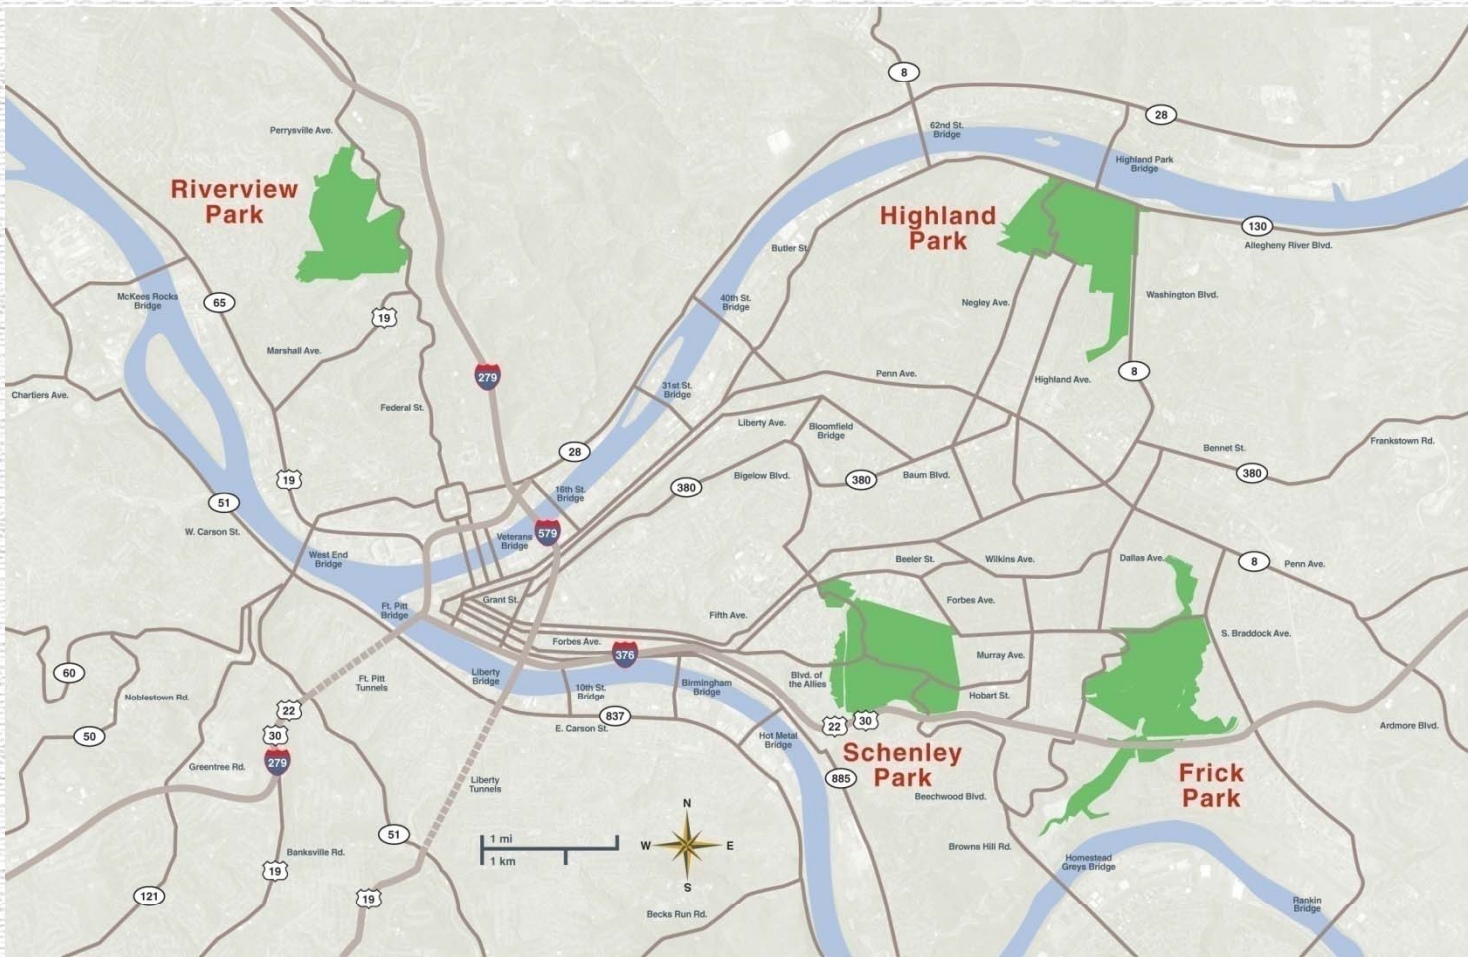 8
28
62nd St.
Bridge
Perrysville Ave.
Highland Park
Bridge
Riverview
Park
Highland
Park
130
Allegheny River Blvd.
Butler St.
McKees Rocks
Bridge
65
40th St.
Bridge
Negley Ave.
Washington Blvd.
19
Marshall Ave.
279
Penn Ave.
Highland Ave.
8
Chartiers Ave.
31st St.
Bridge
Federal St.
Liberty Ave.
Bloomfield
Bridge
Frankstown Rd.
28
Bennet St.
19
Bigelow Blvd.
380
Baum Blvd.
380
380
51
16th St.
Bridge
W. Carson St.
579
Veterans
Bridge
West End
Bridge
Beeler St.
Wilkins Ave.
Dallas Ave.
8
Penn Ave.
Grant St.
Ft. Pitt
Bridge
Fifth Ave.
Forbes Ave.
Forbes Ave.
S. Braddock Ave.
376
Murray Ave.
60
Ft. Pitt
Tunnels
Liberty
Bridge
10th St.
Bridge
Birmingham
Bridge
Blvd. of
the Allies
Hobart St.
Noblestown Rd.
22
837
E. Carson St.
22
30
Ardmore Blvd.
50
30
Hot Metal
Bridge
279
Greentree Rd.
Schenley
Park
Frick
Park
Liberty
Tunnels
885
Beechwood Blvd.
N
51
1 mi
W
E
Browns Hill Rd.
Banksville Rd.
1 km
Homestead
Greys Bridge
19
S
121
19
Becks Run Rd.
Rankin
Bridge